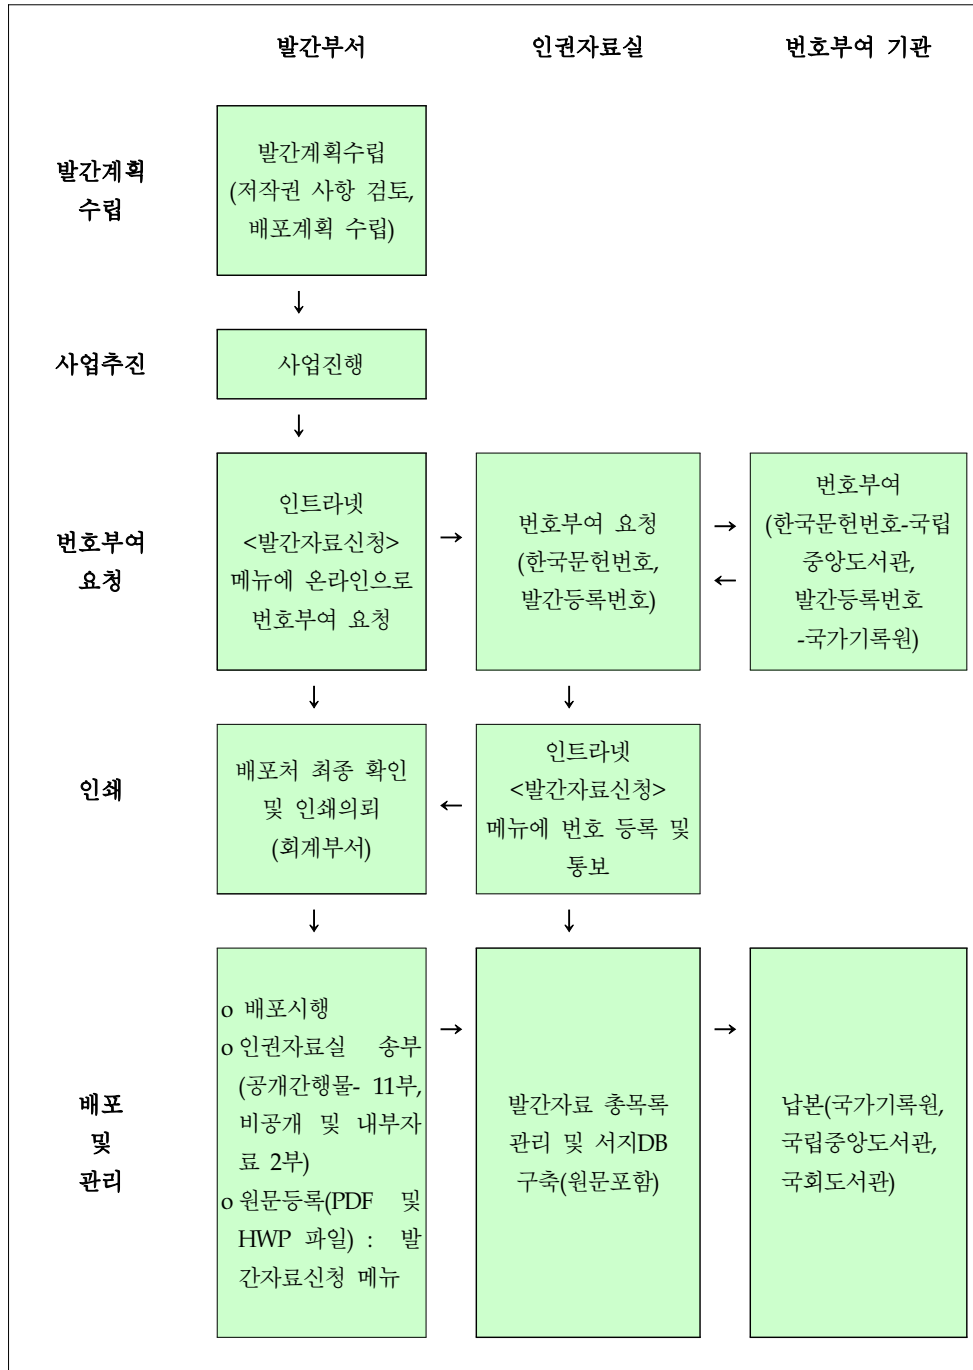 발간부서 인권자료실 번호부여 기관
발간계획
수립
발간계획수립
(저작권 사항 검토,
배포계획 수립)
↓
사업추진
사업진행
↓
번호부여
요청
인트라넷
<발간자료신청>
메뉴에 온라인으로
번호부여 요청
→
번호부여 요청
(한국문헌번호,
발간등록번호)
→
←
번호부여
(한국문헌번호-국립
중앙도서관,
발간등록번호
-국가기록원)
↓ ↓
인쇄
배포처 최종 확인
및 인쇄의뢰
(회계부서)
←
인트라넷
<발간자료신청>
메뉴에 번호 등록 및
통보
↓ ↓
배포
및
관리
o 배포시행
o 인권자료실 송부
(공개간행물- 11부,
비공개 및 내부자
료 2부)
o 원문등록(PDF 및
HWP 파일) : 발
간자료신청 메뉴
→
발간자료 총목록
관리 및 서지DB
구축(원문포함)
→
납본(국가기록원,
국립중앙도서관,
국회도서관)